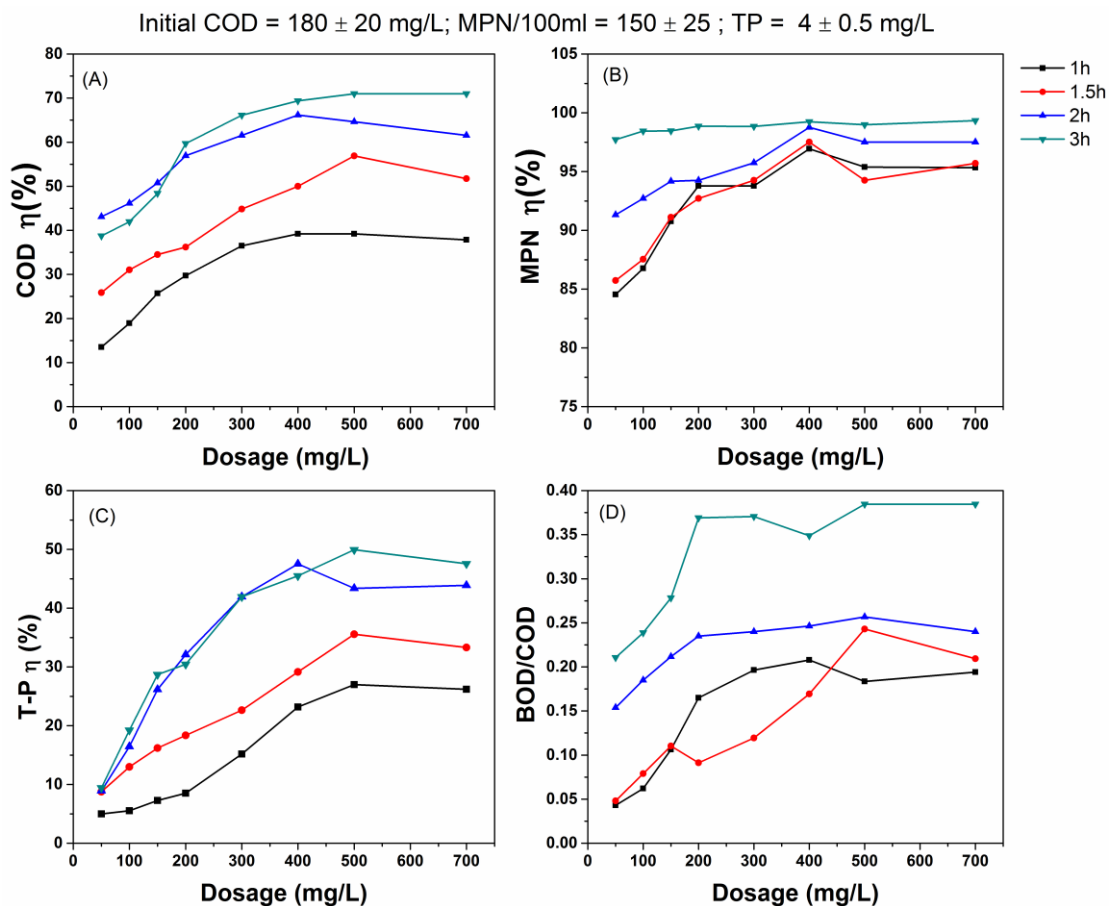 Initial COD = 180 ± 20 mg/L; MPN/100ml = 150 ± 25 ; TP = 4 ± 0.5 mg/L
(A)
80
70
60
50
40
30
20
10
0
COD η(%)
0 100 200 300 400 500 600 700
Dosage (mg/L)
(B)
105
100
95
90
85
80
75
MPN η(%)
0 100 200 300 400 500 600 700
Dosage (mg/L)
1h
1.5h
2h
3h
(C)
60
50
40
30
20
10
0
T-P η (%)
0 100 200 300 400 500 600 700
Dosage (mg/L)
(D)
0.40
0.35
0.30
0.25
0.20
0.15
0.10
0.05
0.00
BOD/COD
0 100 200 300 400 500 600 700
Dosage (mg/L)